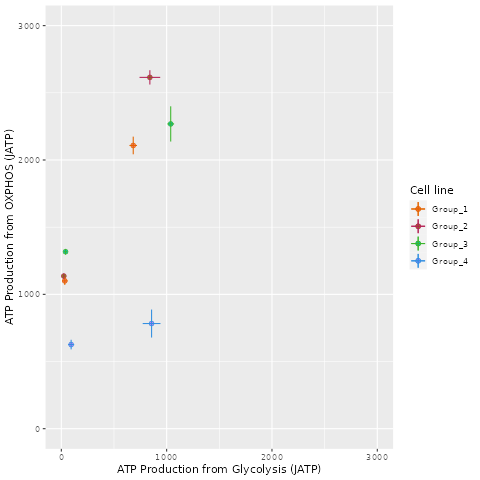 3000
2000
1000
0
ATP Production from OXPHOS (JATP)
0 1000 2000 3000
ATP Production from Glycolysis (JATP)
Cell line
Group_1
Group_2
Group_3
Group_4